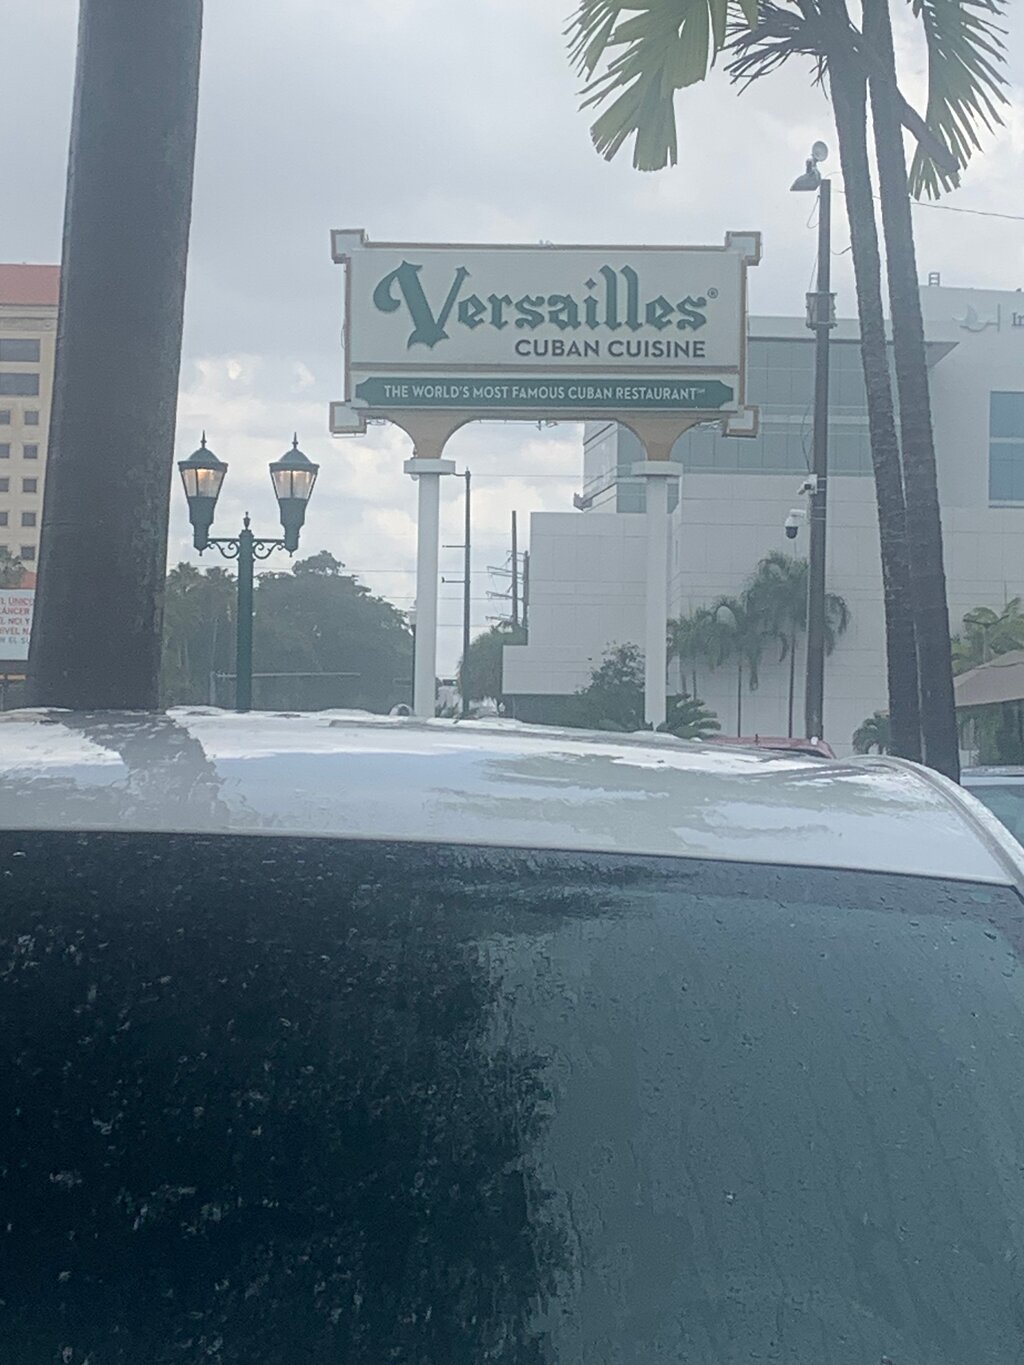 Versailles®
CUBAN CUISINE
THE WORLD'S MOST FAMOUS CUBAN RESTAURANT℠